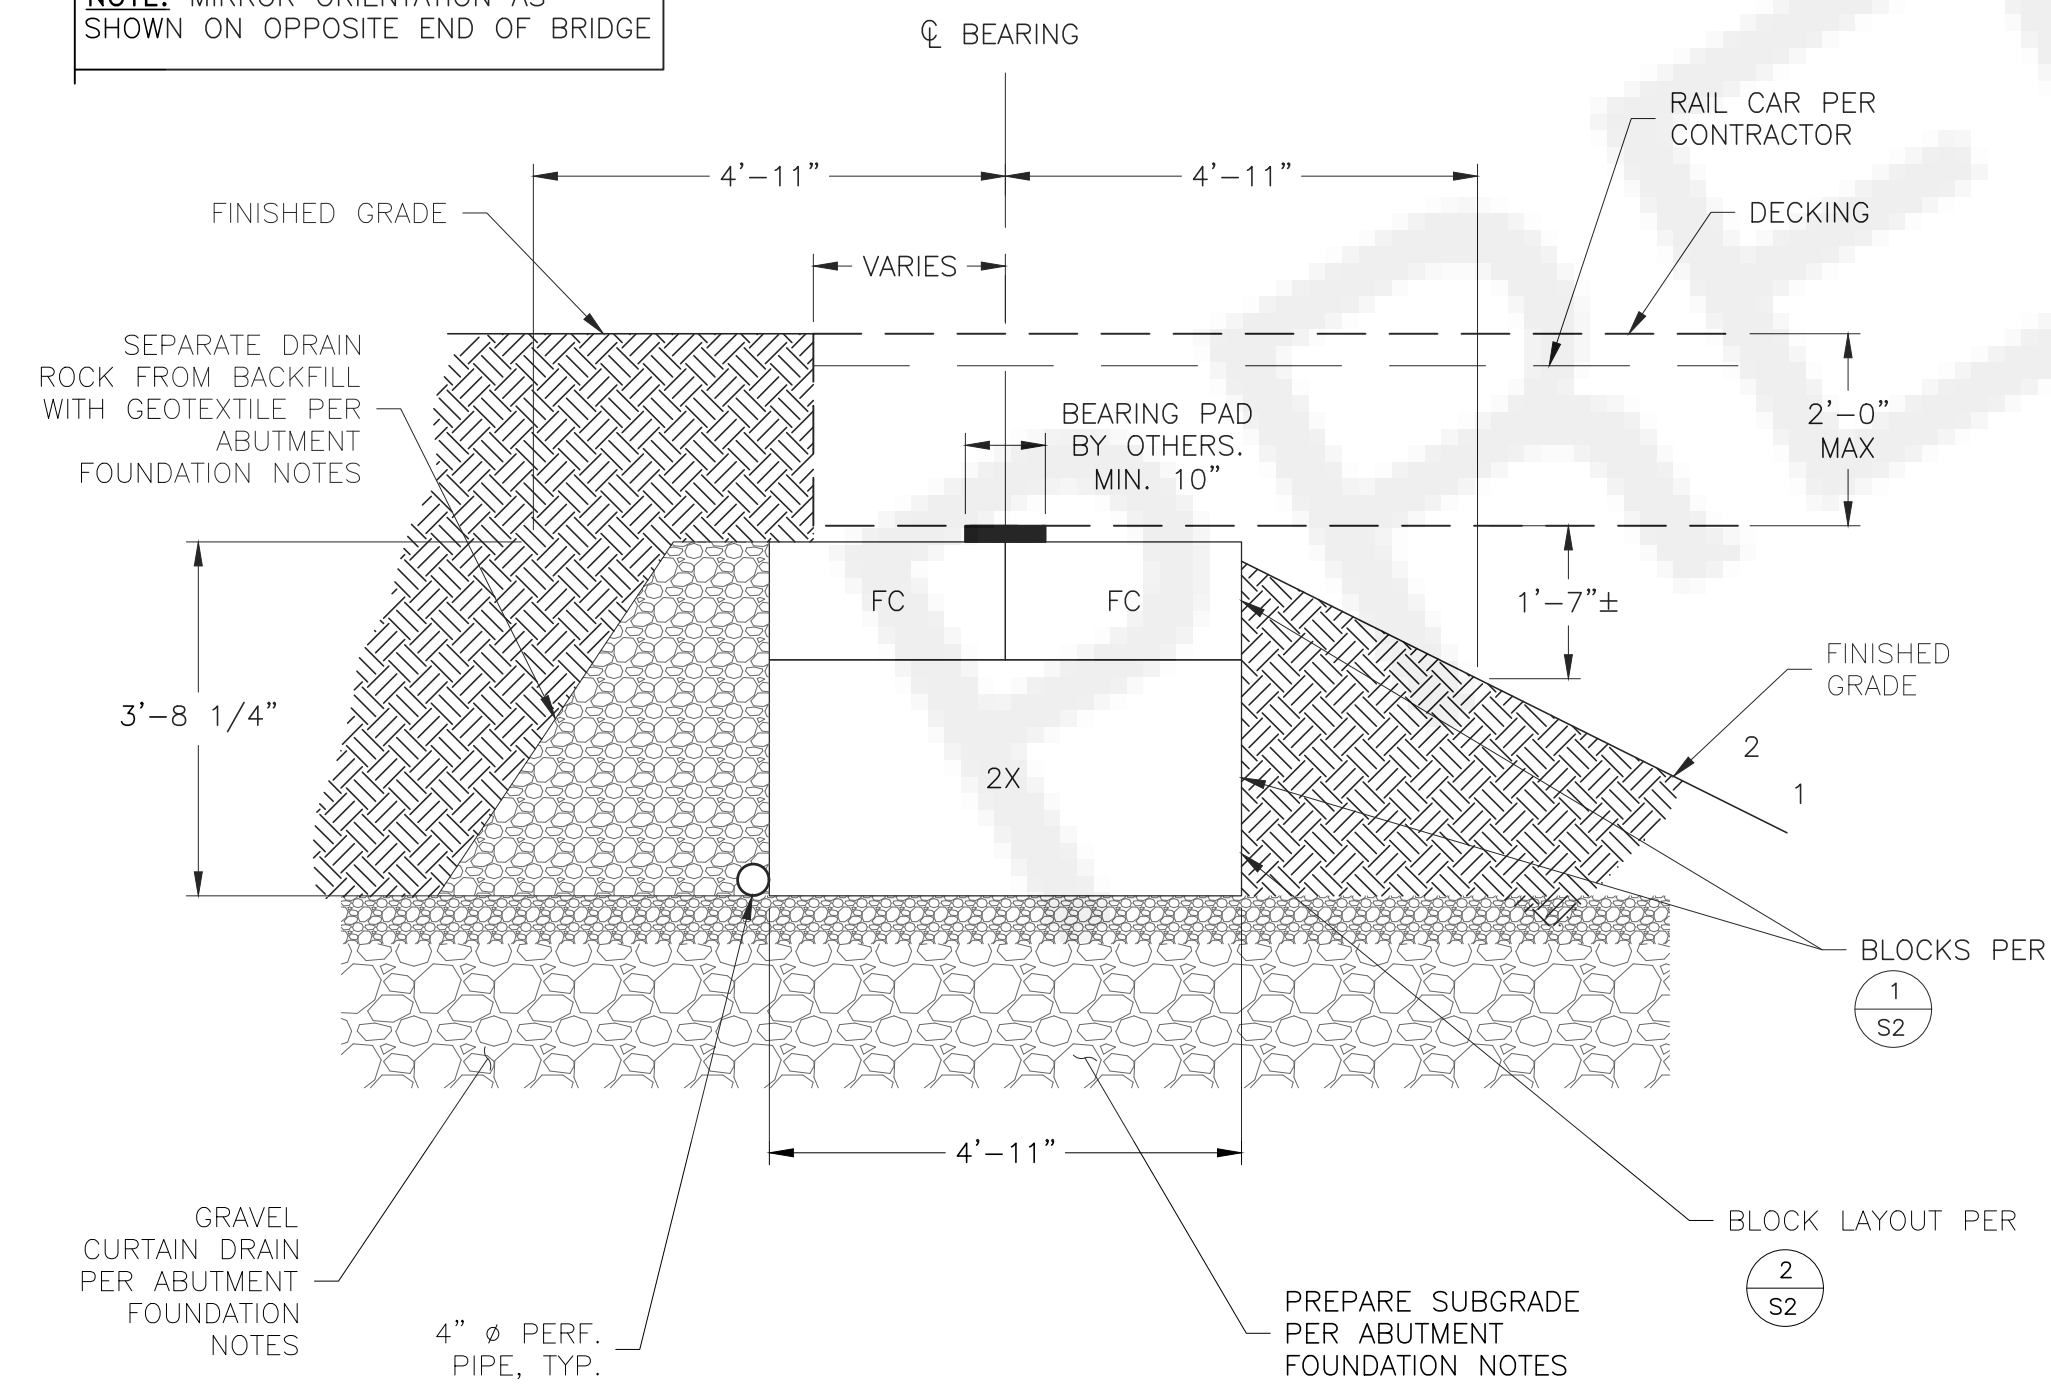 NOTE: MIRROR ORIENTATION AS
SHOWN ON OPPOSITE END OF BRIDGE
℄ BEARING
RAIL CAR PER
CONTRACTOR
4'-11"
4'-11"
FINISHED GRADE
DECKING
VARIES
SEPARATE DRAIN
ROCK FROM BACKFILL
WITH GEOTEXTILE PER
ABUTMENT
FOUNDATION NOTES
BEARING PAD
BY OTHERS.
MIN. 10"
2'-0"
MAX
FC
FC
1'-7"±
FINISHED
GRADE
3'-8 1/4"
2X
2
1
BLOCKS PER
1
S2
4'-11"
GRAVEL
CURTAIN DRAIN
PER ABUTMENT
FOUNDATION
NOTES
4" ø PERF.
PIPE, TYP.
PREPARE SUBGRADE
PER ABUTMENT
FOUNDATION NOTES
BLOCK LAYOUT PER
2
S2